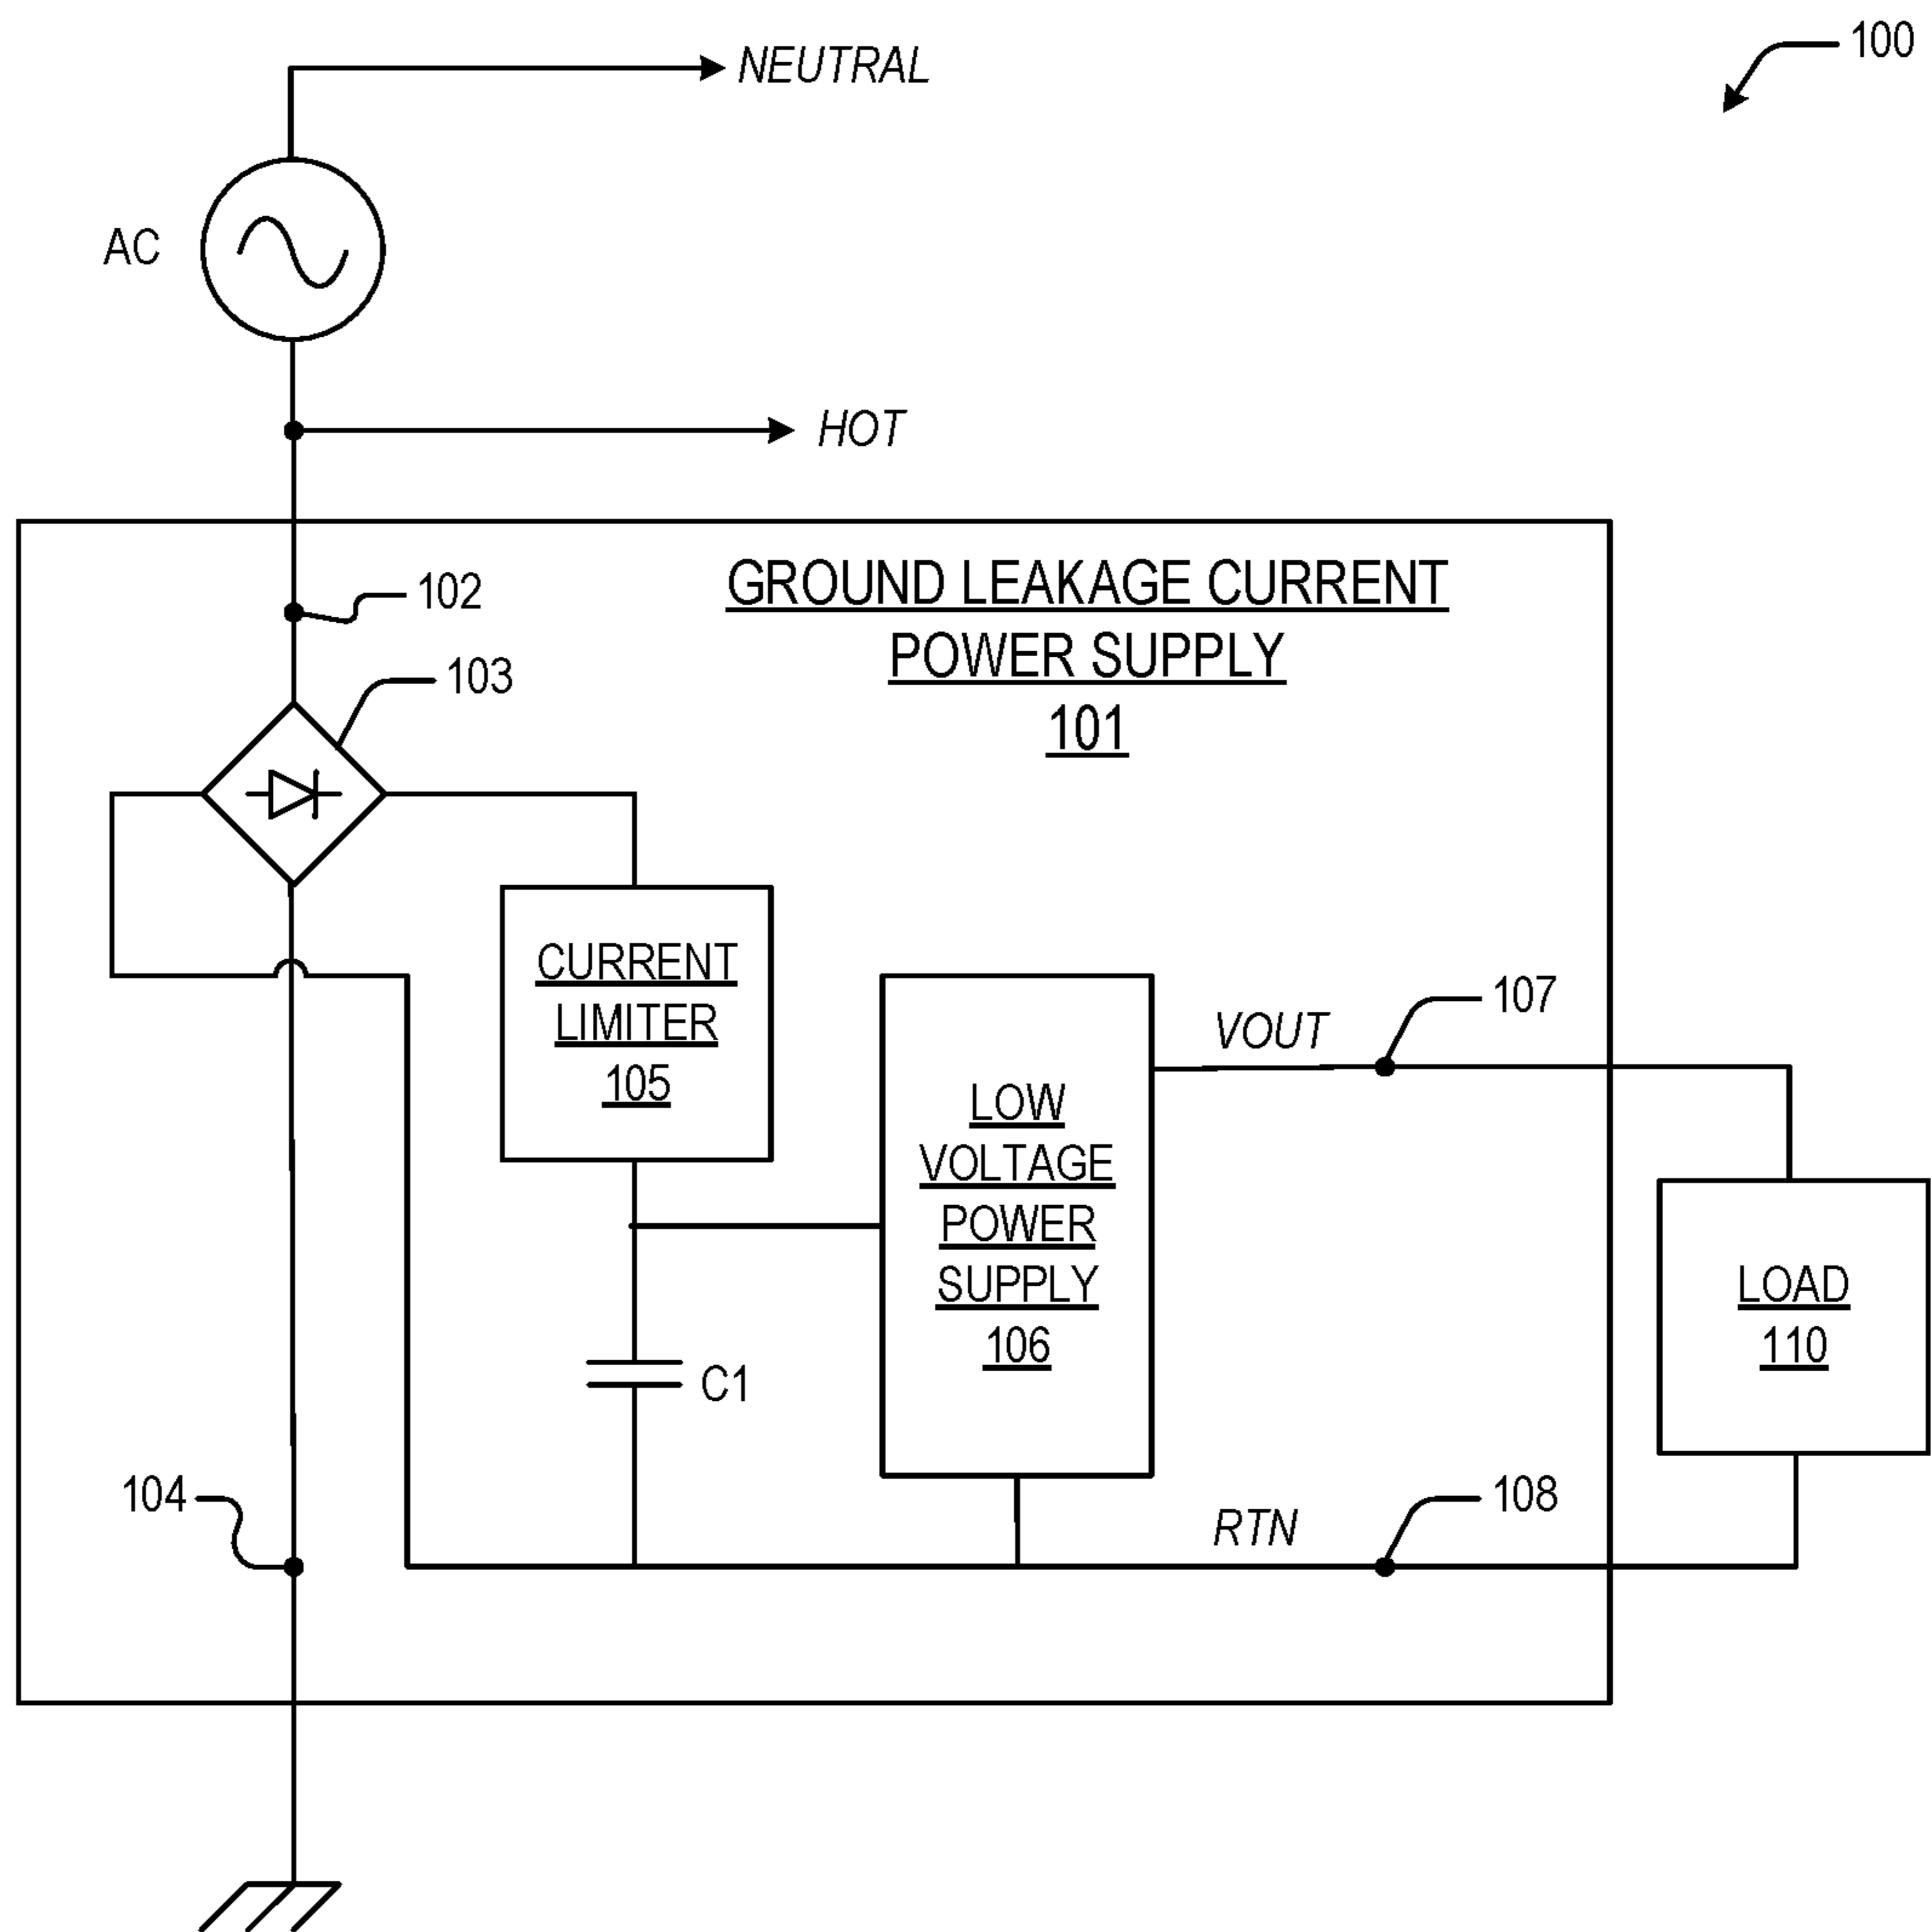 100
NEUTRAL
AC
HOT
GROUND LEAKAGE CURRENT
POWER SUPPLY
101
102
103
CURRENT
LIMITER
105
107
VOUT
LOW
VOLTAGE
POWER
SUPPLY
106
LOAD
110
C1
104
108
RTN